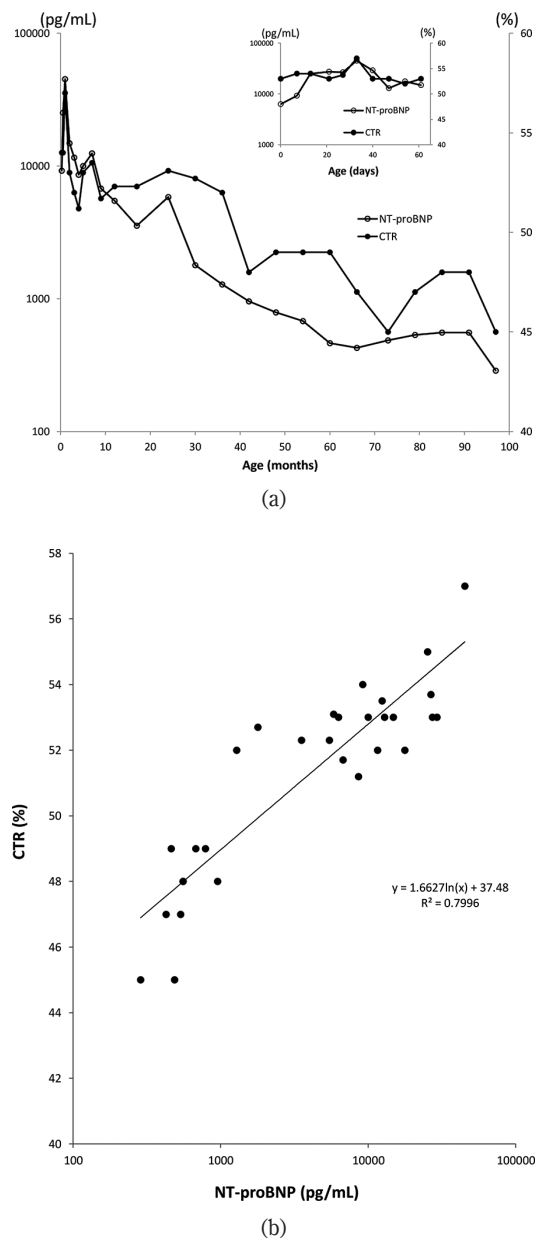 (pg/mL) (%)
100000 60
(pg/mL) (%)
100000 60
55
10000 50
NT-proBNP 45
CTR
1000 40
0 20 40 60 80
Age (days)
55
10000
NT-proBNP
CTR
50
1000
45
100 40
0 10 20 30 40 50 60 70 80 90 100
Age (months)
(a)
58
56
54
52
50
48
46
44
42
40
CTR (%)
y = 1.6627ln(x) + 37.48
R² = 0.7996
100 1000 10000 100000
NT-proBNP (pg/mL)
(b)